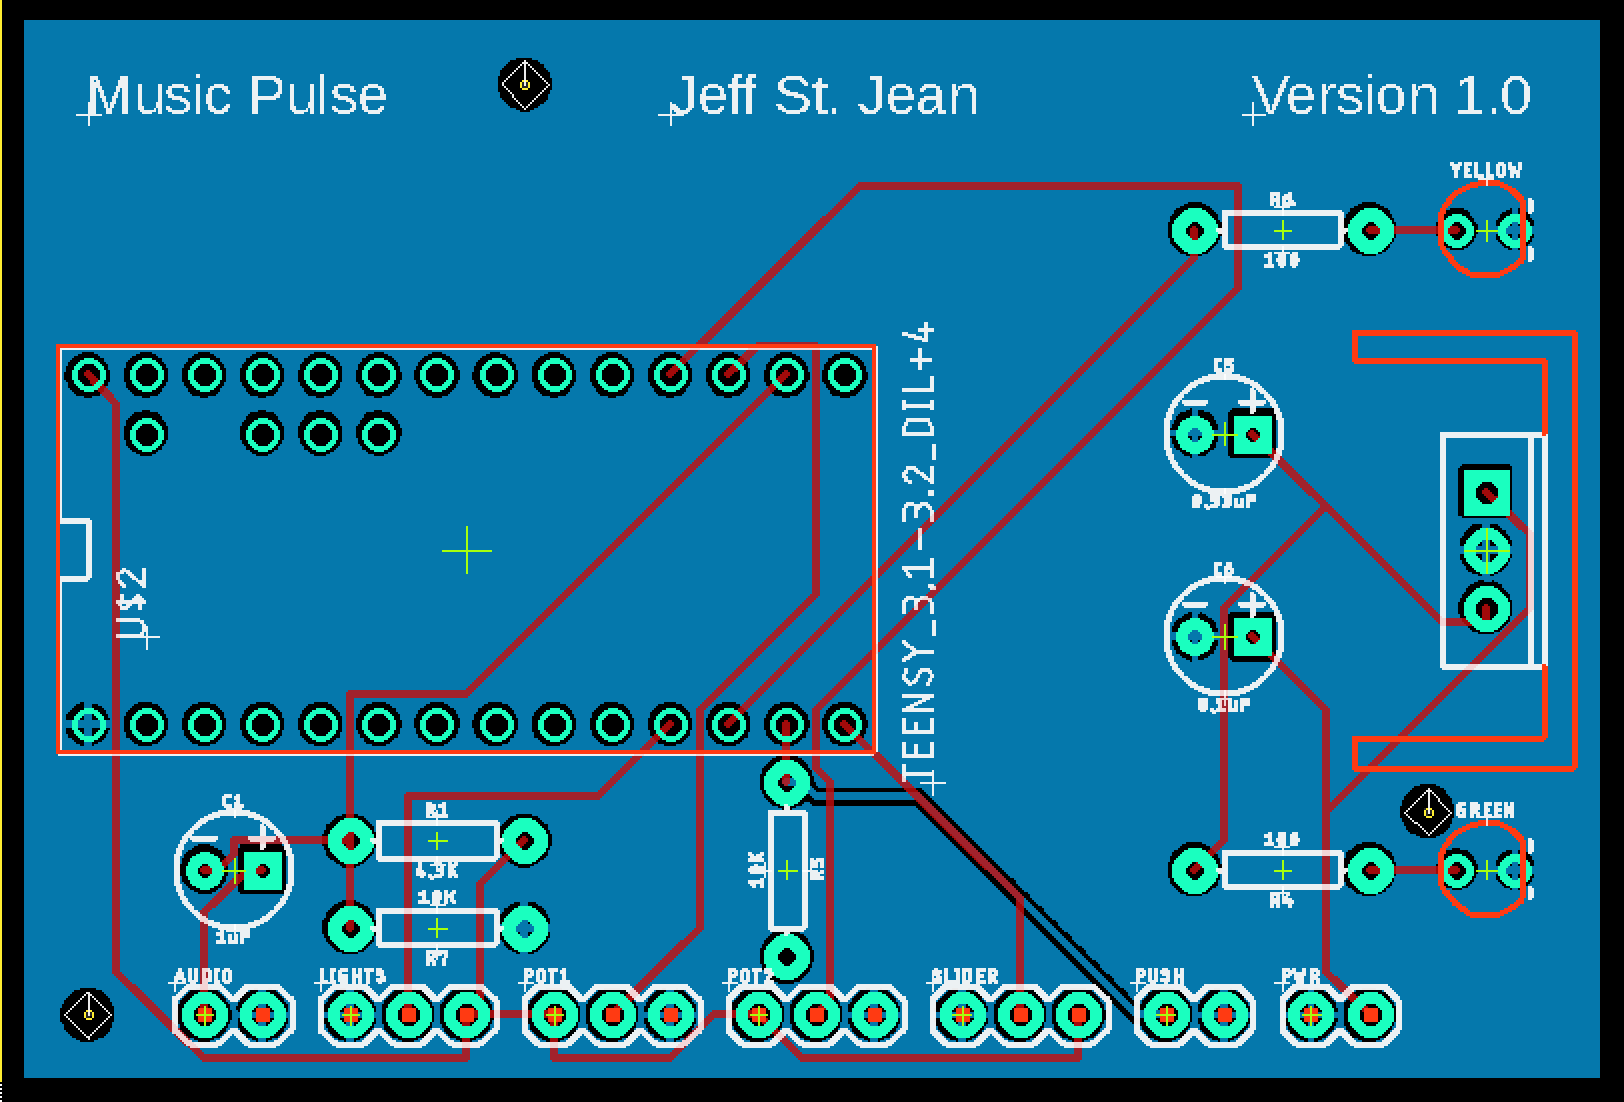 Music Pulse
Jeff St. Jean
Version 1.0
YELLOW
R6
100
C5
0.33uF
TEENSY_3.1-3.2_DIL+4
U$2
C6
0.1uF
C1
1uF
R1
4.7K
10K
R7
10K
R5
GREEN
100
R4
AUDIO
LIGHTS
POT1
POT2
SLIDER
PUSH
PWR